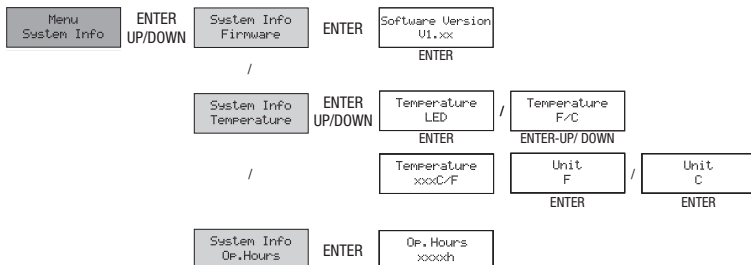 Menu
System Info
ENTER
UP/DOWN
System Info
Firmware
ENTER
Software Version
V1.xx
ENTER
/
System Info
Temperature
ENTER
UP/DOWN
Temperature
LED
ENTER
/
Temperature
F/C
ENTER-UP/ DOWN
/
Temperature
xxxC/F
Unit
F
ENTER
/
Unit
C
ENTER
System Info
Op.Hours
ENTER
Op.Hours
xxxxh